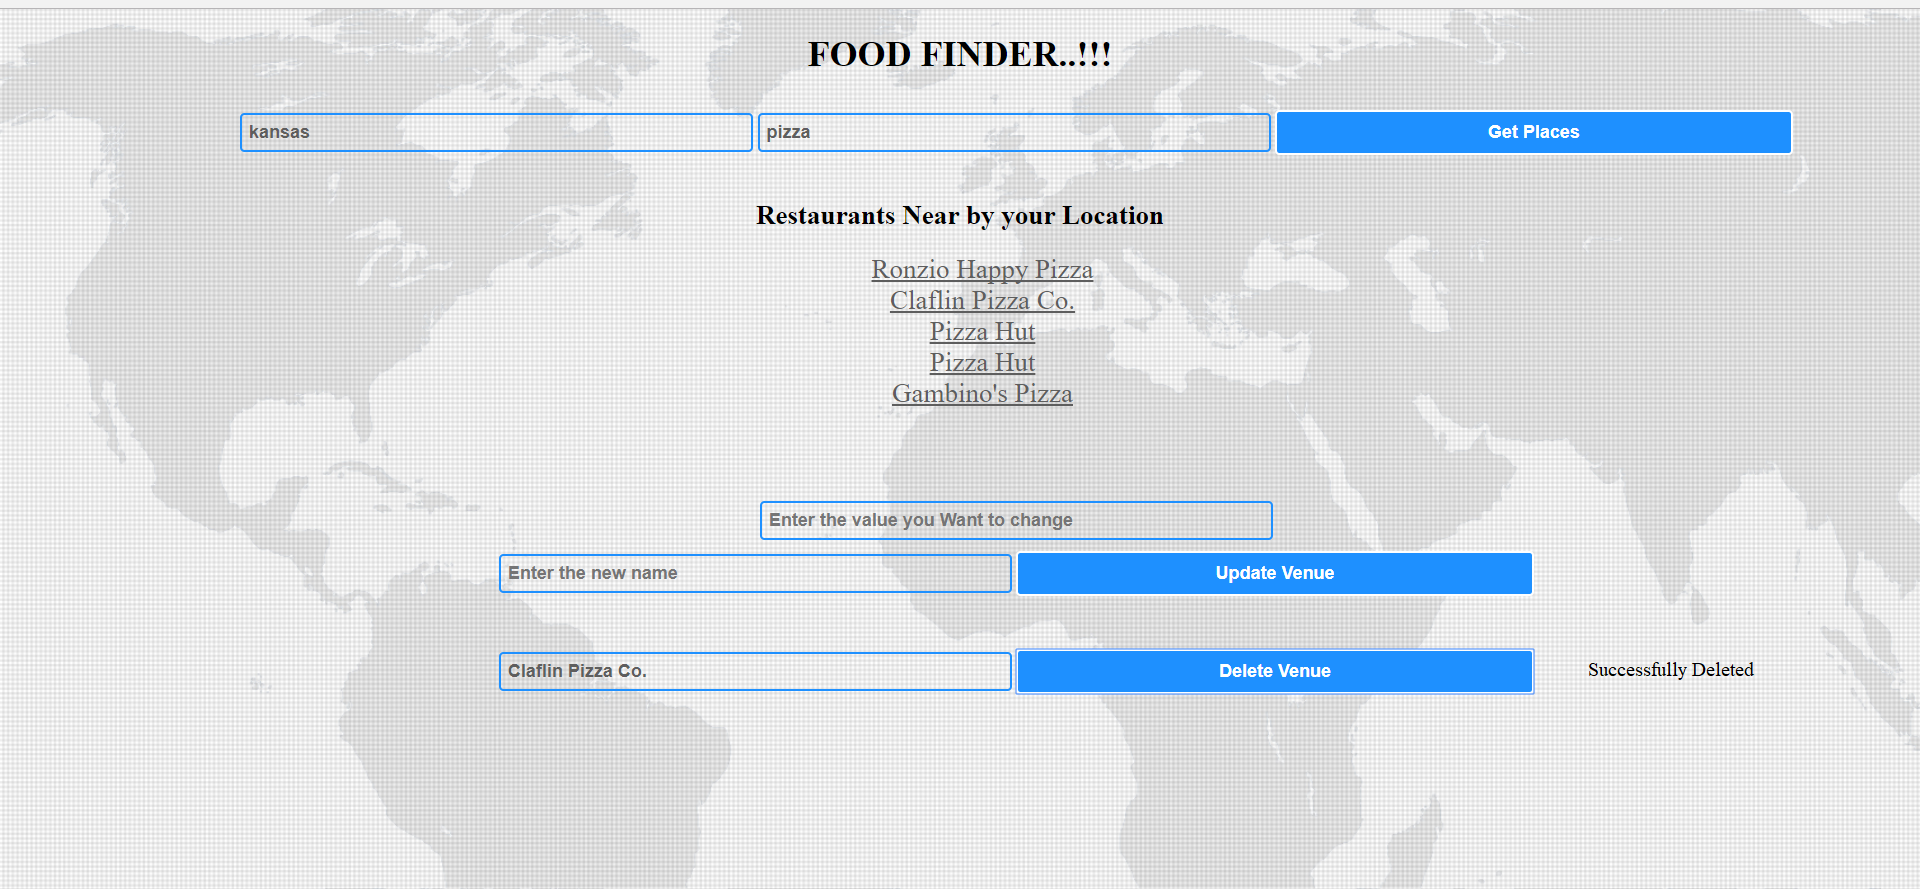 FOOD FINDER..!!!
kansas pizza Get Places
Restaurants Near by your Location
Ronzio Happy Pizza
Claflin Pizza Co.
Pizza Hut
Pizza Hut
Gambino's Pizza
Enter the value you Want to change
Enter the new name Update Venue
Claflin Pizza Co. Delete Venue Successfully Deleted